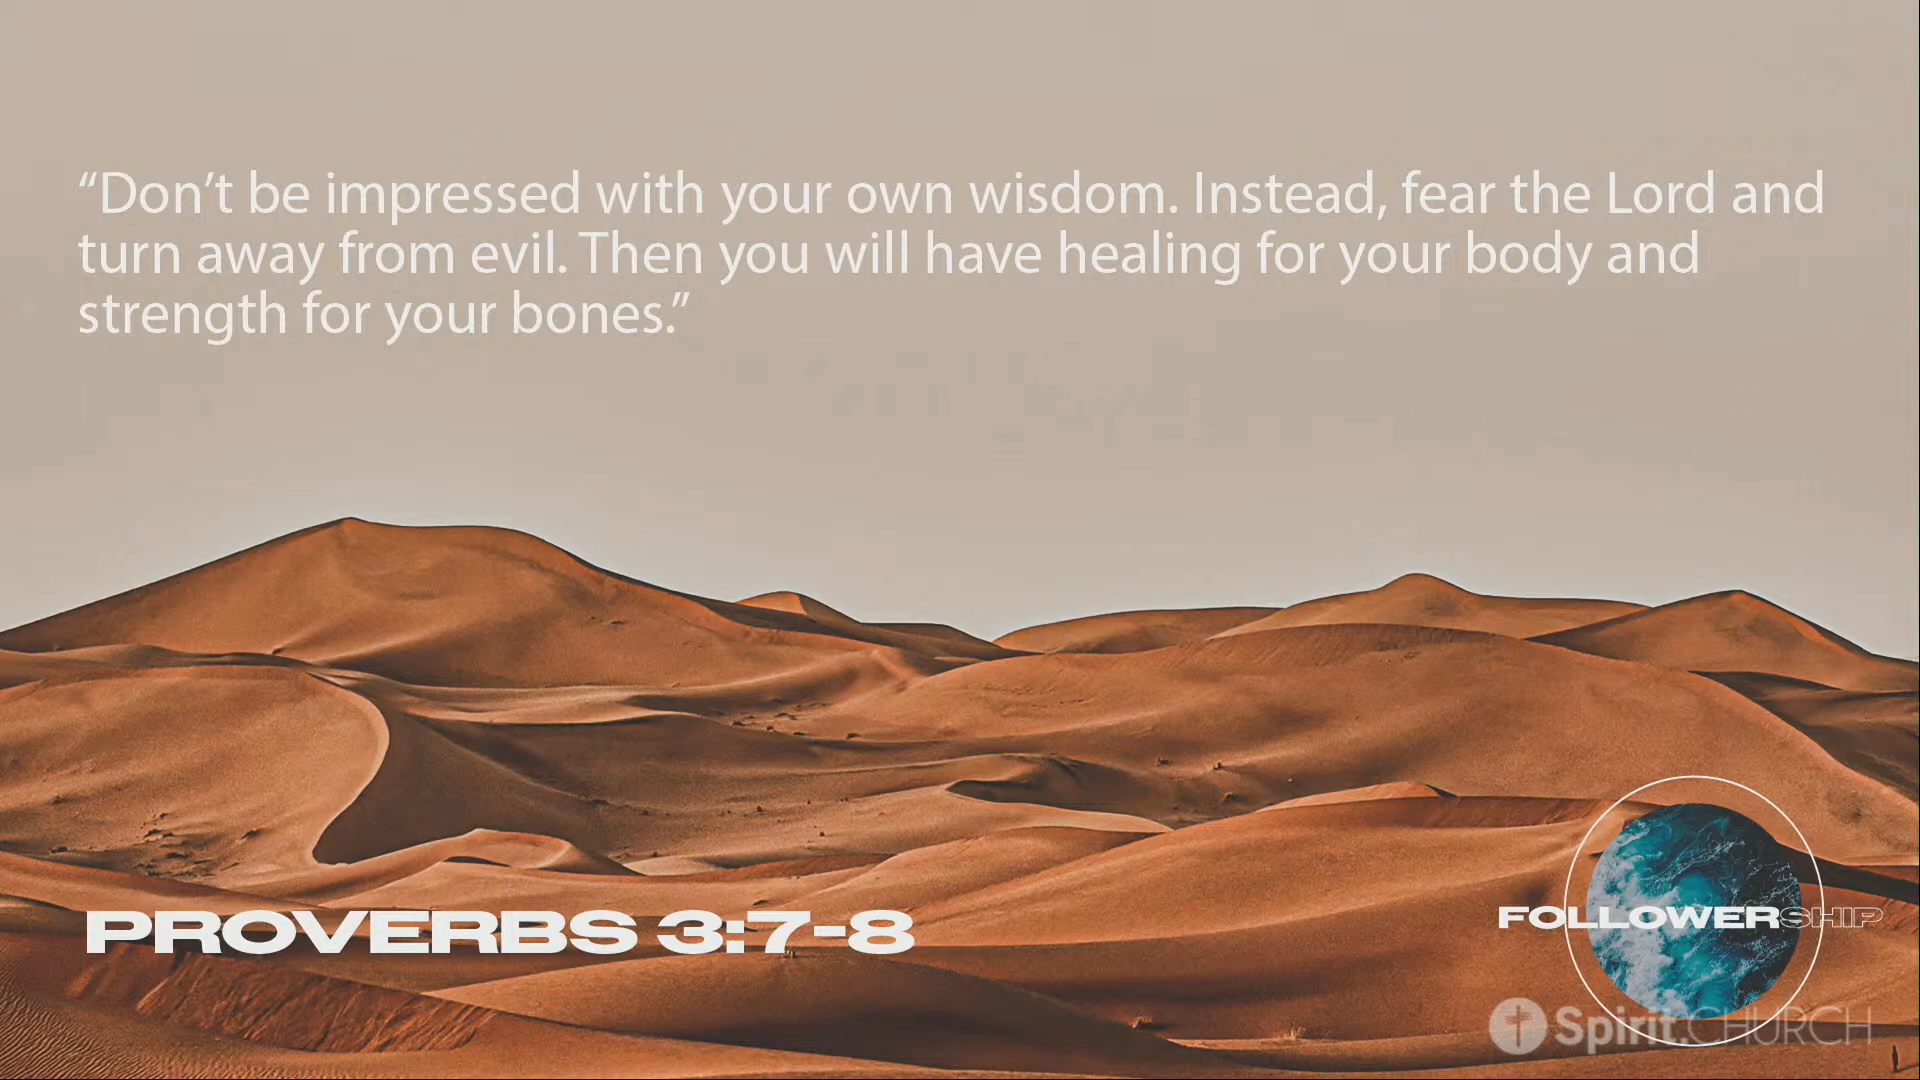 “Don’t be impressed with your own wisdom. Instead, fear the Lord and
turn away from evil. Then you will have healing for your body and
strength for your bones.”
PROVERBS 3:7-8
FOLLOWERSHIP
Spirit.CHURCH